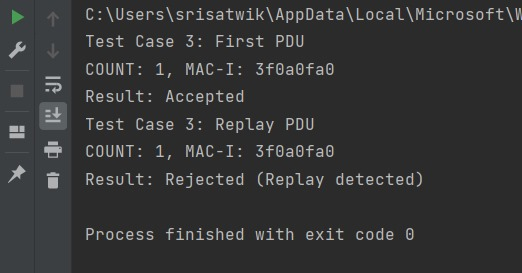 C:\Users\srisatwik\AppData\Local\Microsoft\W
Test Case 3: First PDU
COUNT: 1, MAC-I: 3f0a0fa0
Result: Accepted
Test Case 3: Replay PDU
COUNT: 1, MAC-I: 3f0a0fa0
Result: Rejected (Replay detected)
Process finished with exit code 0